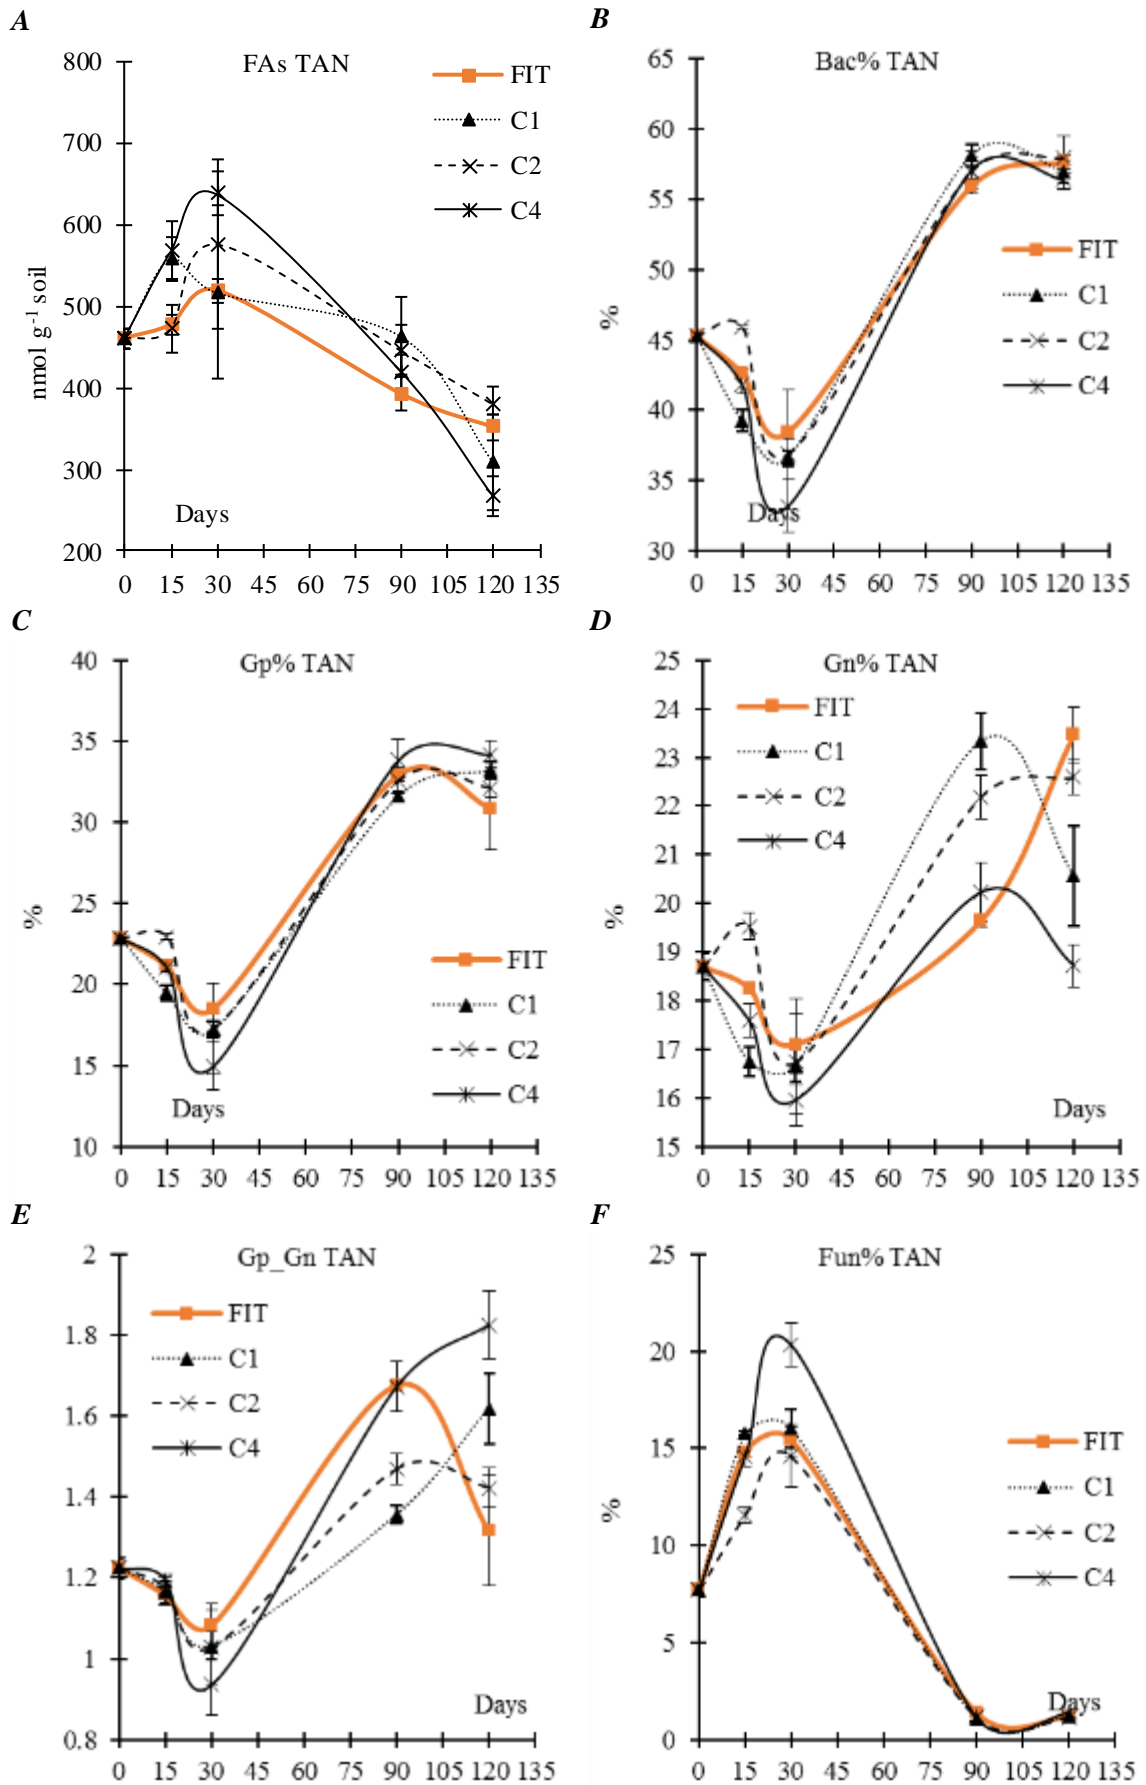 A
FAs TAN
800
700
600
500
400
300
200
nmol g-1 soil
FIT
C1
C2
C4
Days
0 15 30 45 60 75 90 105 120 135
B
Bac% TAN
65
60
55
50
45
40
35
30
%
FIT
C1
C2
C4
Days
0 15 30 45 60 75 90 105 120 135
C
Gp% TAN
40
35
30
25
20
15
10
%
FIT
C1
C2
C4
Days
0 15 30 45 60 75 90 105 120 135
D
Gn% TAN
25
24
23
22
21
20
19
18
17
16
15
%
FIT
C1
C2
C4
Days
0 15 30 45 60 75 90 105 120 135
E
Gp_Gn TAN
2
1.8
1.6
1.4
1.2
1
0.8
FIT
C1
C2
C4
Days
0 15 30 45 60 75 90 105 120 135
F
Fun% TAN
25
20
15
10
5
0
%
FIT
C1
C2
C4
Days
0 15 30 45 60 75 90 105 120 135